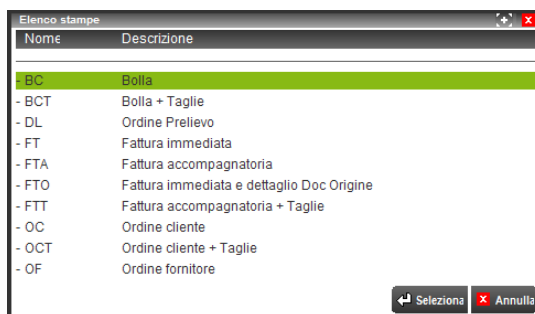 Elenco stampe
Nome Descrizione
- BC Bolla
- BCT Bolla + Taglie
- DL Ordine Prelievo
- FT Fattura immediata
- FTA Fattura accompagnatoria
- FTO Fattura immediata e dettaglio Doc Origine
- FTT Fattura accompagnatoria + Taglie
- OC Ordine cliente
- OCT Ordine cliente + Taglie
- OF Ordine fornitore
Seleziona X Annulla